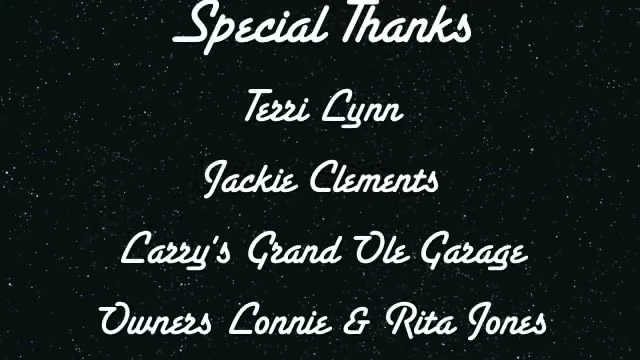 Special Thanks
Terri Lynn
Jackie Clements
Larry's Grand Ole Garage
Owners Lonnie & Rita Jones